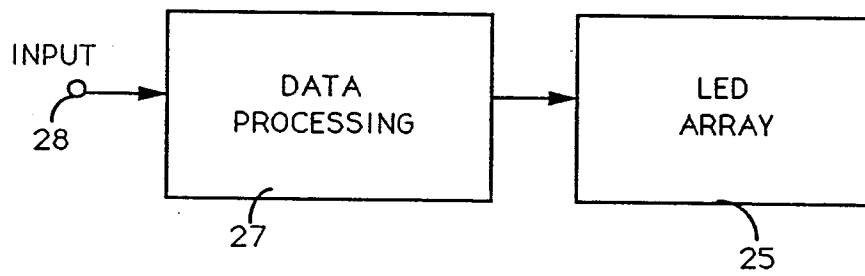 INPUT
28
DATA
PROCESSING
27
LED
ARRAY
25